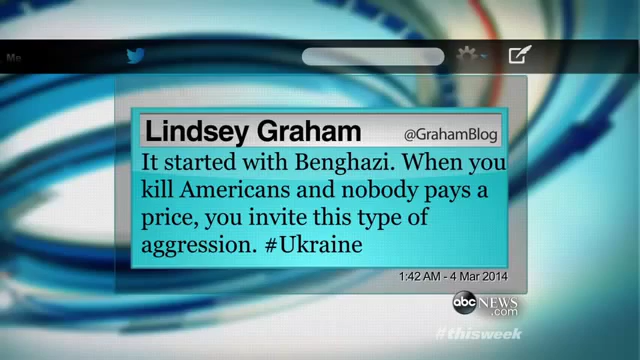 Me
Lindsey Graham @GrahamBlog
It started with Benghazi. When you
kill Americans and nobody pays a
price, you invite this type of
aggression. #Ukraine
1:42 AM - 4 Mar 2014
abc NEWS
.com
#thisweek